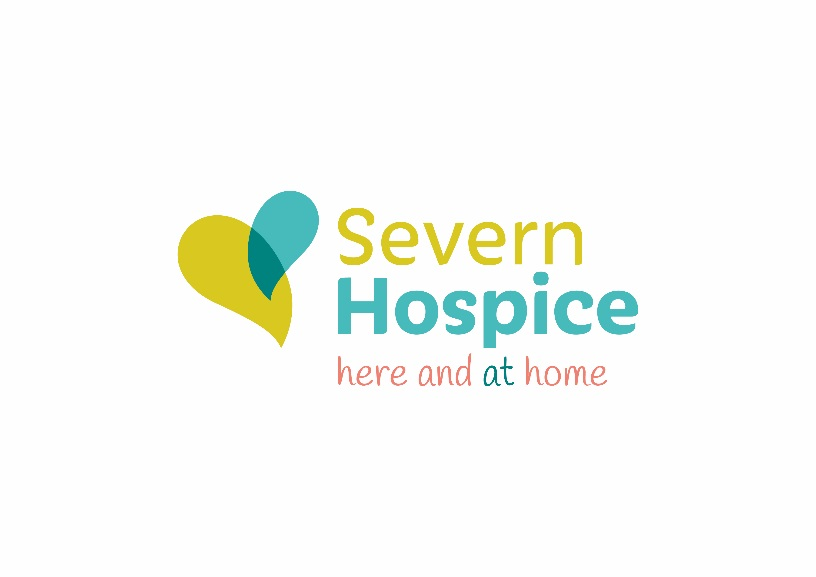 Severn
Hospice
here and at home